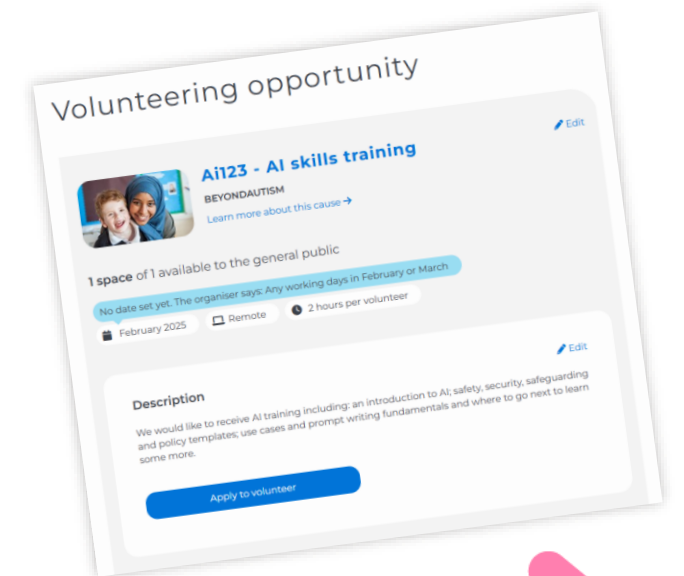 Volunteering opportunity
Edit
Ai123 - AI skills training
BEYONDAUTISM
Learn more about this cause →
1 space of 1 available to the general public
No date set yet. The organiser says: Any working days in February or March
February 2025 Remote 2 hours per volunteer
Edit
Description
We would like to receive AI training including: an introduction to AI; safety, security, safeguarding
and policy templates; use cases and prompt writing fundamentals and where to go next to learn
some more.
Apply to volunteer